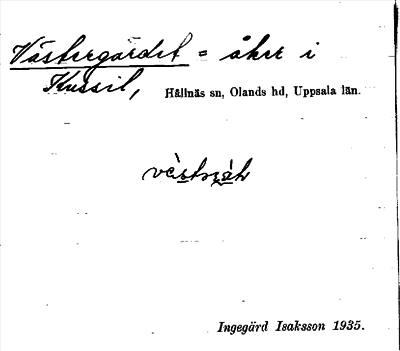 Västergärdet = åker i
Kussil,
Hållnäs sn, Olands hd, Uppsala län.
Ingegärd Isaksson 1935.